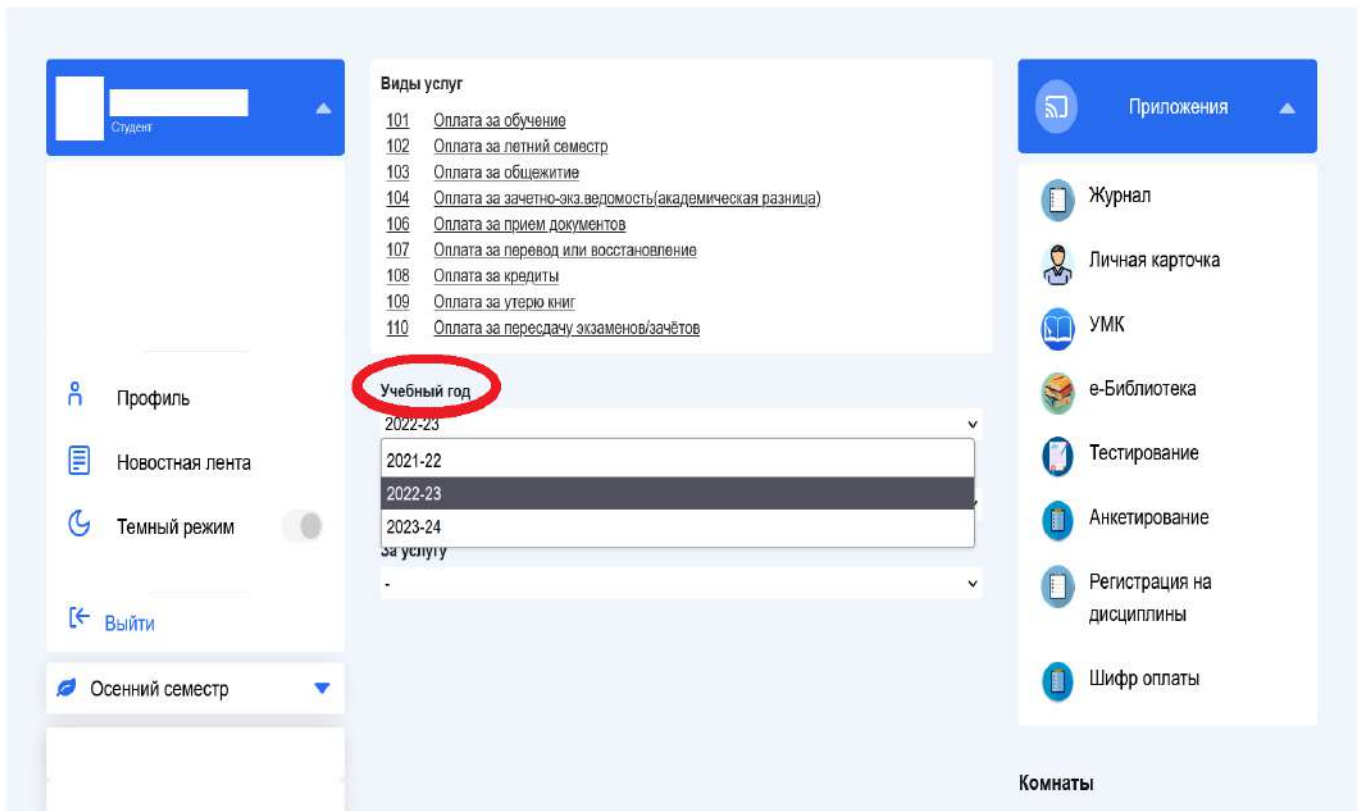 Студент
Профиль
Новостная лента
Темный режим
Выйти
Осенний семестр
Виды услуг
101 Оплата за обучение
102 Оплата за летний семестр
103 Оплата за общежитие
104 Оплата за зачетно-экз.ведомость(академическая разница)
106 Оплата за прием документов
107 Оплата за перевод или восстановление
108 Оплата за кредиты
109 Оплата за утерю книг
110 Оплата за пересдачу экзаменов/зачётов
Учебный год
2022-23
2021-22
2022-23
2023-24
За услугу
-
Приложения
Журнал
Личная карточка
УМК
е-Библиотека
Тестирование
Анкетирование
Регистрация на
дисциплины
Шифр оплаты
Комнаты